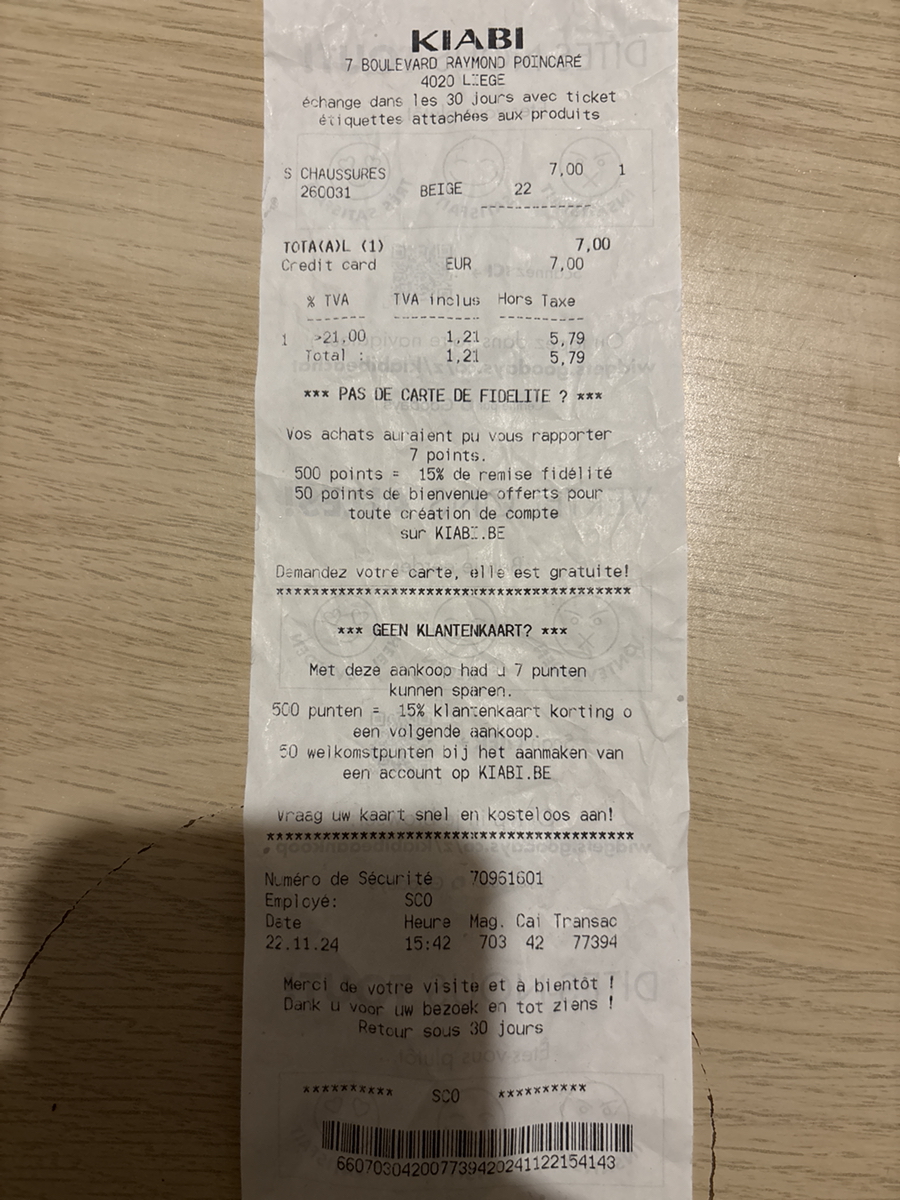 KIABI
7 BOULEVARD RAYMOND POINCARE
4020 LIEGE
échange dans les 30 jours avec ticket
étiquettes attachées aux produits
S CHAUSSURES 7,00 1
260031 BEIGE 22
------------
TOTA(A)L (1) 7,00
Credit card EUR 7,00
% TVA TVA inclus Hors Taxe
------- ---------- ----------
1 >21,00 1,21 5,79
Total : 1,21 5,79
*** PAS DE CARTE DE FIDELITE ? ***
Vos achats auraient pu vous rapporter
7 points.
500 points = 15% de remise fidélité
50 points de bienvenue offerts pour
toute création de compte
sur KIABI.BE
Demandez votre carte, elle est gratuite!
****************************************
*** GEEN KLANTENKAART? ***
Met deze aankoop had u 7 punten
kunnen sparen.
500 punten = 15% klantenkaart korting o
een volgende aankoop.
50 welkomstpunten bij het aanmaken van
een account op KIABI.BE
Vraag uw kaart snel en kosteloos aan!
****************************************
Numéro de Sécurité 70961601
Employé: SCO
Date Heure Mag. Cai Transac
22.11.24 15:42 703 42 77394
Merci de votre visite et à bientôt !
Dank u voor uw bezoek en tot ziens !
Retour sous 30 jours
********** SCO **********
66070304200773942024112​2154143